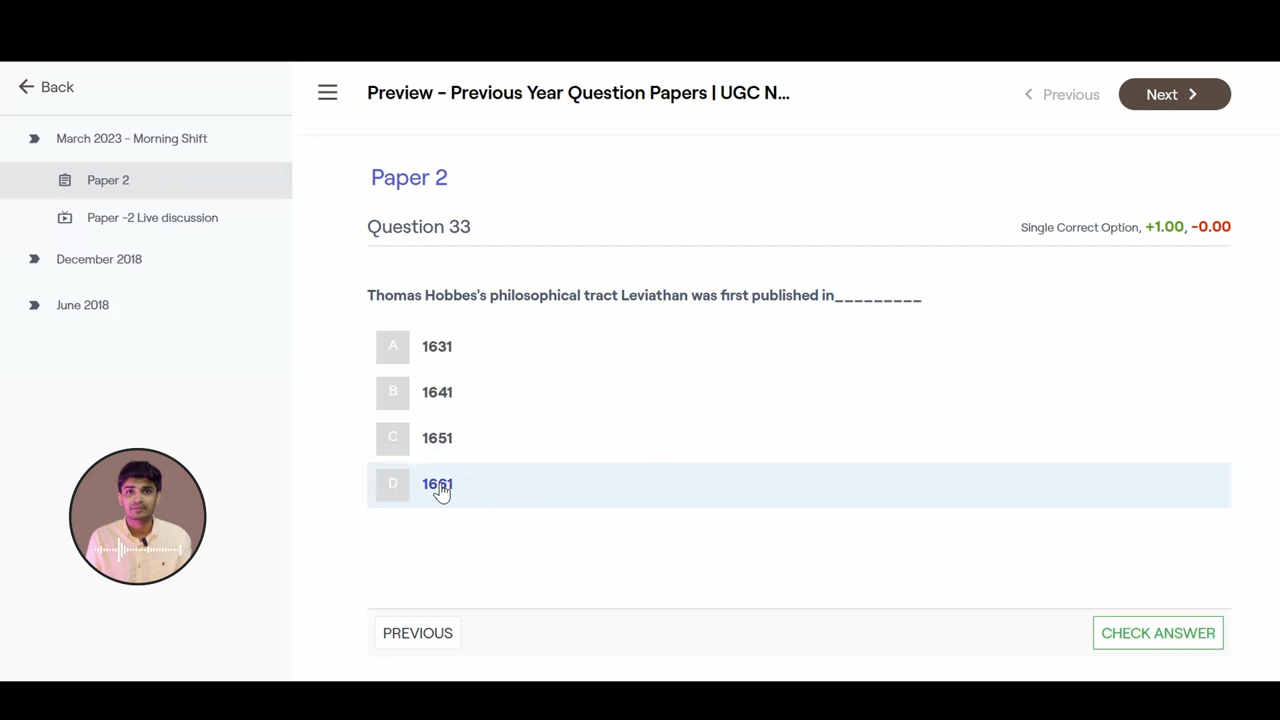 Back
Preview - Previous Year Question Papers | UGC N...
Previous
Next
March 2023 - Morning Shift
Paper 2
Paper -2 Live discussion
December 2018
June 2018
Paper 2
Question 33
Single Correct Option, +1.00, -0.00
Thomas Hobbes's philosophical tract Leviathan was first published in_________
A 1631
B 1641
C 1651
D 1661
PREVIOUS
CHECK ANSWER